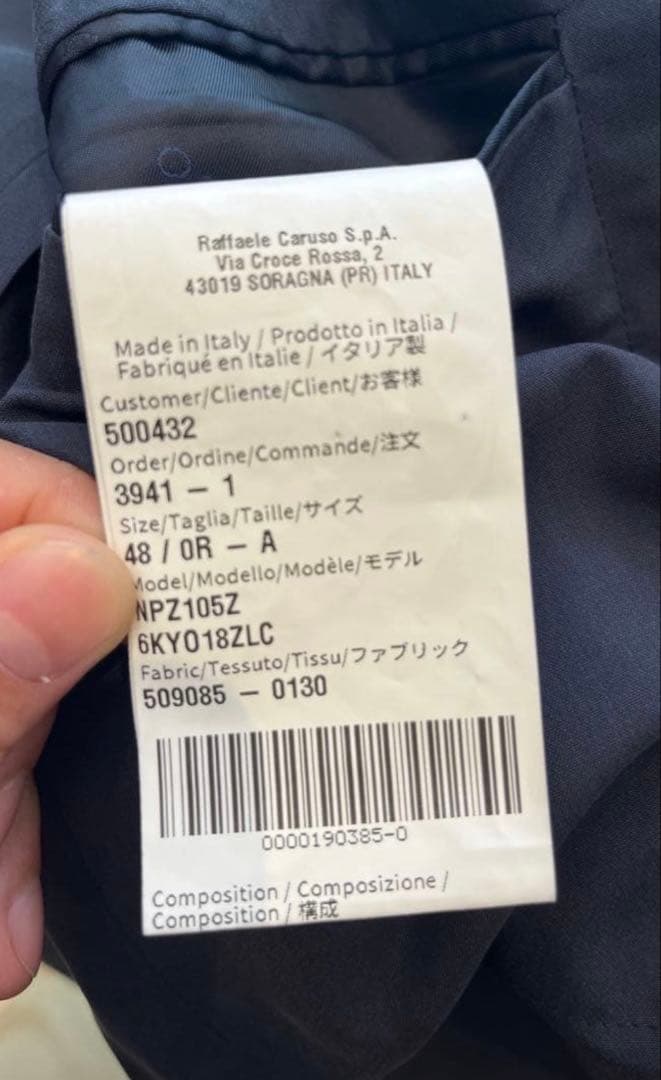 Raffaele Caruso S.p.A.
Via Croce Rossa, 2
43019 SORAGNA (PR) ITALY
Made in Italy / Prodotto in Italia /
Fabriqué en Italie / イタリア製
Customer/Cliente/Client/お客様
500432
Order/Ordine/Commande/注文
3941 – 1
Size/Taglia/Taille/サイズ
48 / 0R – A
Model/Modello/Modèle/モデル
NPZ105Z
6KYO18ZLC
Fabric/Tessuto/Tissu/ファブリック
509085 – 0130
0000190385-0
Composition / Composizione /
Composition / 構成